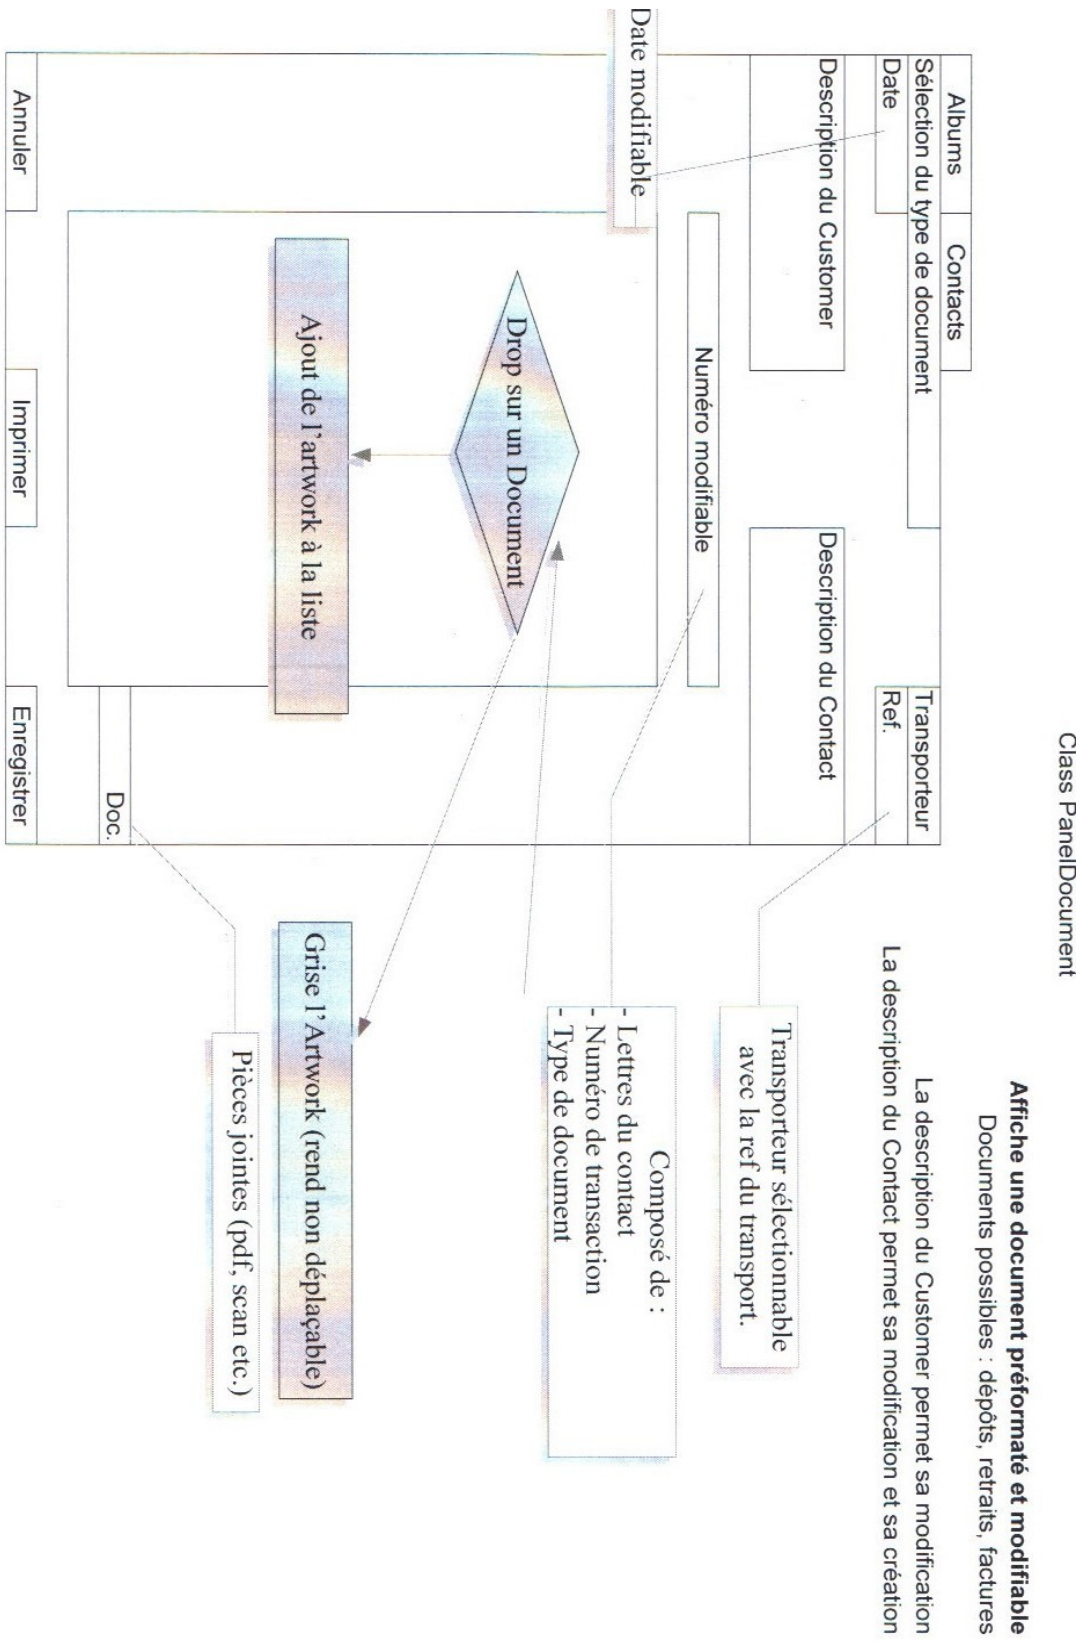 Class PanelDocument
Affiche une document préformaté et modifiable
Documents possibles : dépôts, retraits, factures
La description du Customer permet sa modification
La description du Contact permet sa modification et sa création
Albums
Contacts
Sélection du type de document
Transporteur
Date
Ref.
Description du Customer
Description du Contact
Transporteur sélectionnable
avec la ref du transport.
Numéro modifiable
Date modifiable
Composé de :
- Lettres du contact
- Numéro de transaction
- Type de document
Drop sur un Document
Ajout de l'artwork à la liste
Grise l'Artwork (rend non déplaçable)
Pièces jointes (pdf, scan etc.)
Doc.
Annuler
Imprimer
Enregistrer